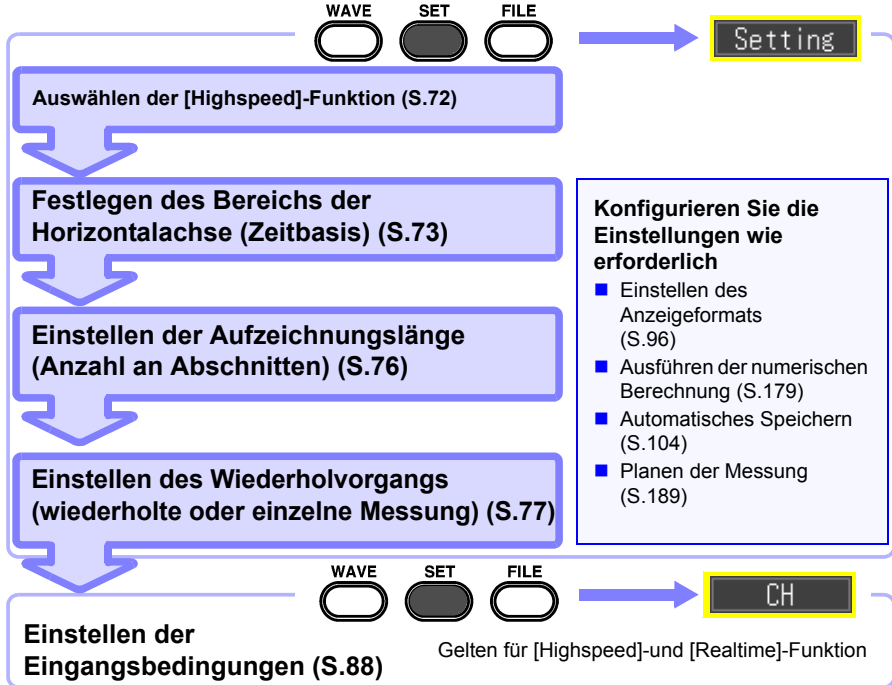 WAVE SET FILE
Setting
Auswählen der [Highspeed]-Funktion (S.72)
Festlegen des Bereichs der
Horizontalachse (Zeitbasis) (S.73)
Einstellen der Aufzeichnungslänge
(Anzahl an Abschnitten) (S.76)
Einstellen des Wiederholvorgangs
(wiederholte oder einzelne Messung) (S.77)
Konfigurieren Sie die
Einstellungen wie
erforderlich
Einstellen des
Anzeigeformats
(S.96)
Ausführen der numerischen
Berechnung (S.179)
Automatisches Speichern
(S.104)
Planen der Messung
(S.189)
WAVE SET FILE
CH
Einstellen der
Eingangsbedingungen (S.88)
Gelten für [Highspeed]-und [Realtime]-Funktion